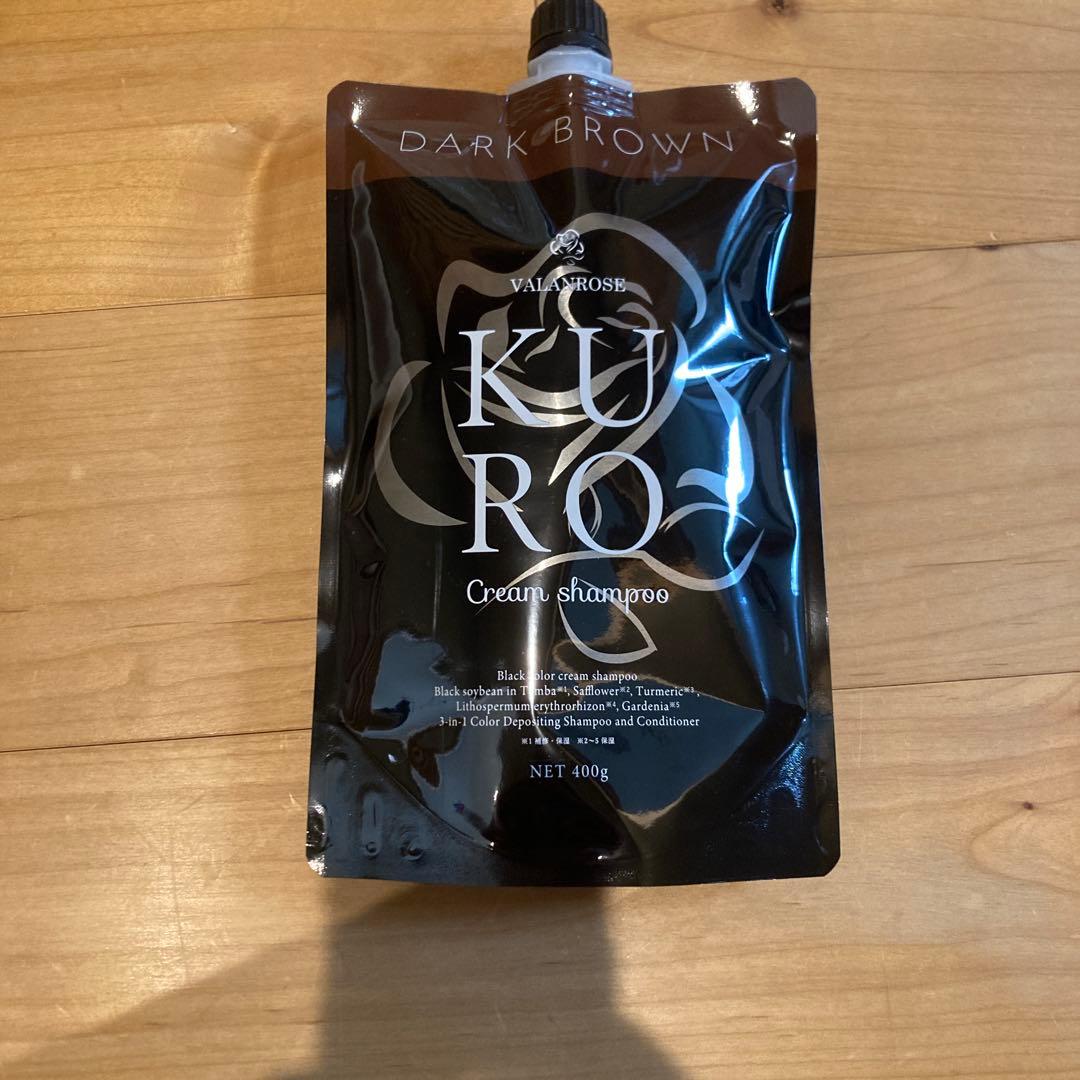 DARK BROWN
VALANROSE
KU
RO
Cream shampoo
Black color cream shampoo
Black soybean in Tamba※1, Safflower※2, Turmeric※3,
Lithospermum erythrorhizon※4, Gardenia※5
3-in-1 Color Depositing Shampoo and Conditioner
※1 補修・保湿 ※2～5 保湿
NET 400g